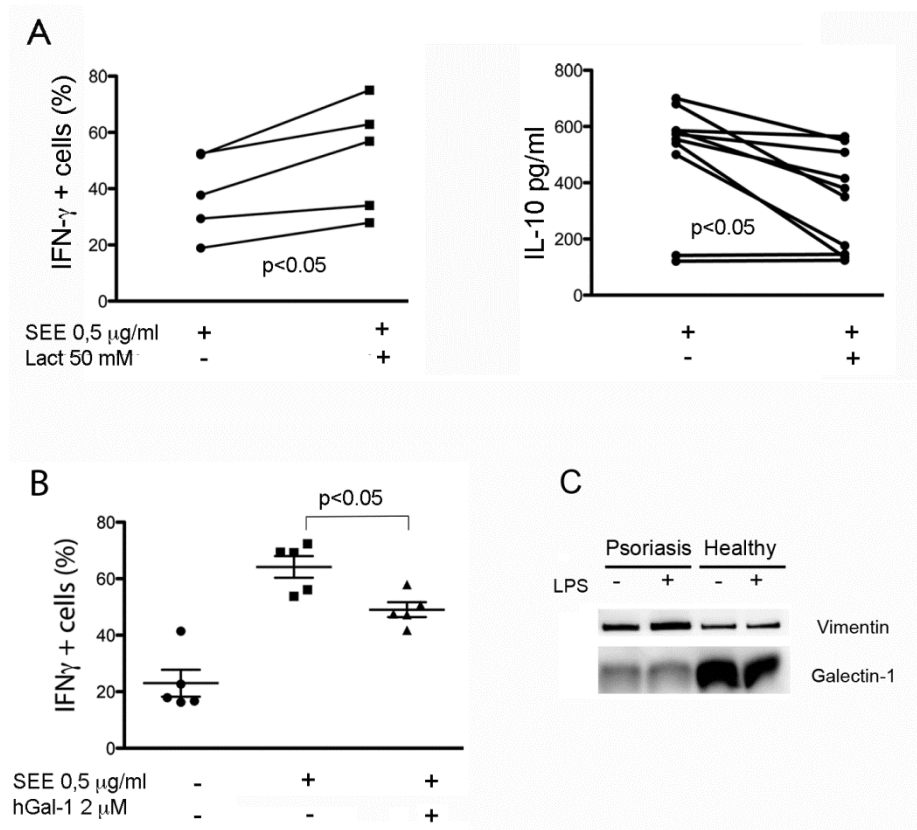 A
IFN-γ + cells (%)
80
60
40
20
0
p<0.05
SEE 0,5 μg/ml + +
Lact 50 mM - +
IL-10 pg/ml
800
600
400
200
0
p<0.05
+ +
- +
B
IFNγ + cells (%)
80
60
40
20
0
p<0.05
SEE 0,5 μg/ml - + +
hGal-1 2 μM - - +
C
Psoriasis Healthy
LPS - + - +
Vimentin
Galectin-1